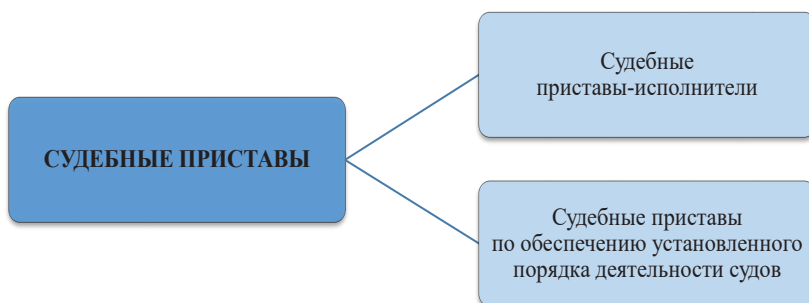 Судебные
приставы-исполнители
СУДЕБНЫЕ ПРИСТАВЫ
Судебные приставы
по обеспечению установленного
порядка деятельности судов